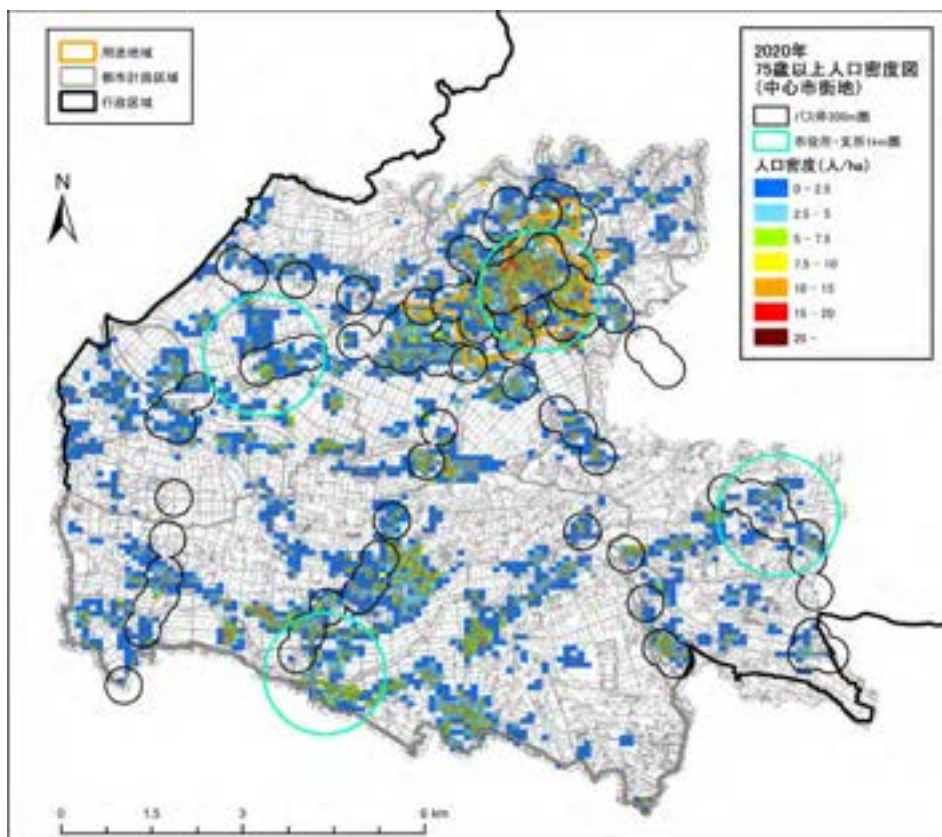 用途地域
都市計画区域
行政区域
2020年
75歳以上人口密度図
(中心市街地)
バス停300m圏
市役所・支所1km圏
人口密度(人/ha)
0 - 2.5
2.5 - 5
5 - 7.5
7.5 - 10
10 - 15
15 - 20
20 -
N
0 1.5 3 6 km